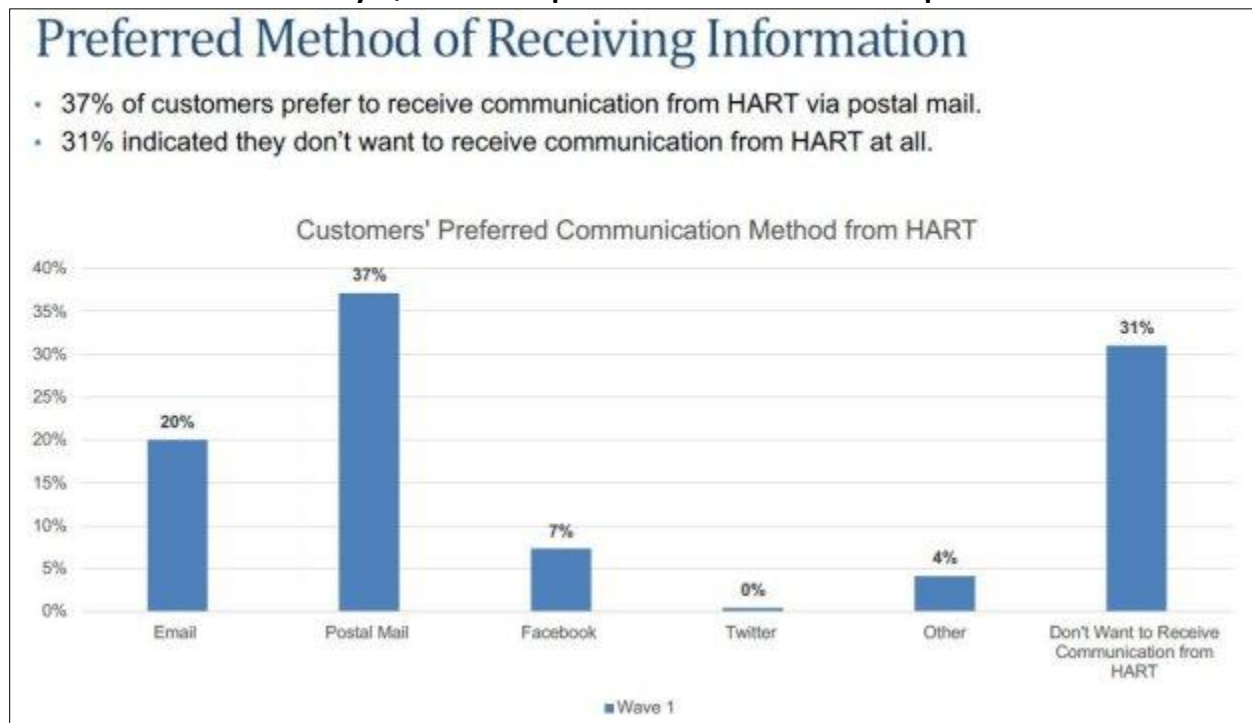 Preferred Method of Receiving Information
• 37% of customers prefer to receive communication from HART via postal mail.
• 31% indicated they don't want to receive communication from HART at all.
Customers' Preferred Communication Method from HART
40%
35%
30%
25%
20%
15%
10%
5%
0%
20%
37%
7%
0%
4%
31%
Email
Postal Mail
Facebook
Twitter
Other
Don't Want to Receive
Communication from
HART
Wave 1